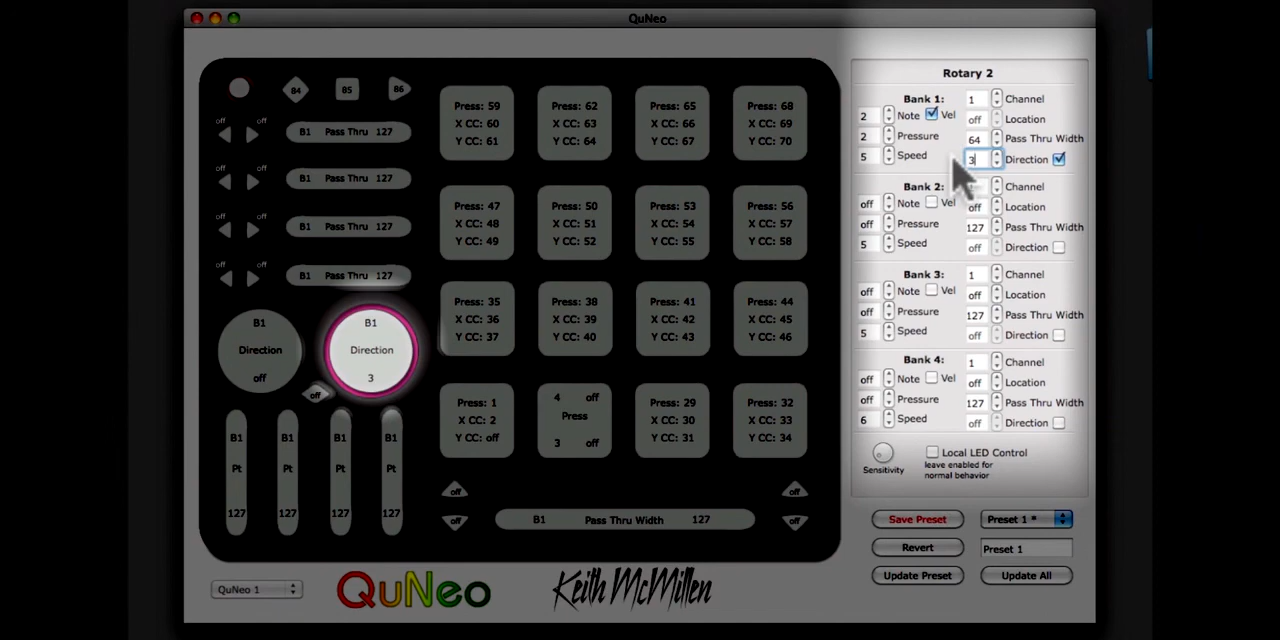 QuNeo
84 85 86
off off
B1 Pass Thru 127
off off
B1 Pass Thru 127
off off
B1 Pass Thru 127
off off
B1 Pass Thru 127
Press: 59
X CC: 60
Y CC: 61
Press: 62
X CC: 63
Y CC: 64
Press: 65
X CC: 66
Y CC: 67
Press: 68
X CC: 69
Y CC: 70
Press: 47
X CC: 48
Y CC: 49
Press: 50
X CC: 51
Y CC: 52
Press: 53
X CC: 54
Y CC: 55
Press: 56
X CC: 57
Y CC: 58
Press: 35
X CC: 36
Y CC: 37
Press: 38
X CC: 39
Y CC: 40
Press: 41
X CC: 42
Y CC: 43
Press: 44
X CC: 45
Y CC: 46
Press: 1
X CC: 2
Y CC: off
4 off
Press
3 off
Press: 29
X CC: 30
Y CC: 31
Press: 32
X CC: 33
Y CC: 34
B1
Direction
off
B1
Direction
3
off
B1 B1 B1 B1
Pt Pt Pt Pt
127 127 127 127
off off
off off
B1 Pass Thru Width 127
QuNeo 1
QuNeo
Keith McMillen
Rotary 2
Bank 1: 1 Channel
2 Note Vel off Location
2 Pressure 64 Pass Thru Width
5 Speed 3 Direction
Bank 2: Channel
off Note Vel off Location
off Pressure 127 Pass Thru Width
5 Speed off Direction
Bank 3: 1 Channel
off Note Vel off Location
off Pressure 127 Pass Thru Width
5 Speed off Direction
Bank 4: 1 Channel
off Note Vel off Location
off Pressure 127 Pass Thru Width
6 Speed off Direction
Sensitivity
Local LED Control
leave enabled for
normal behavior
Save Preset Preset 1 *
Revert Preset 1
Update Preset Update All